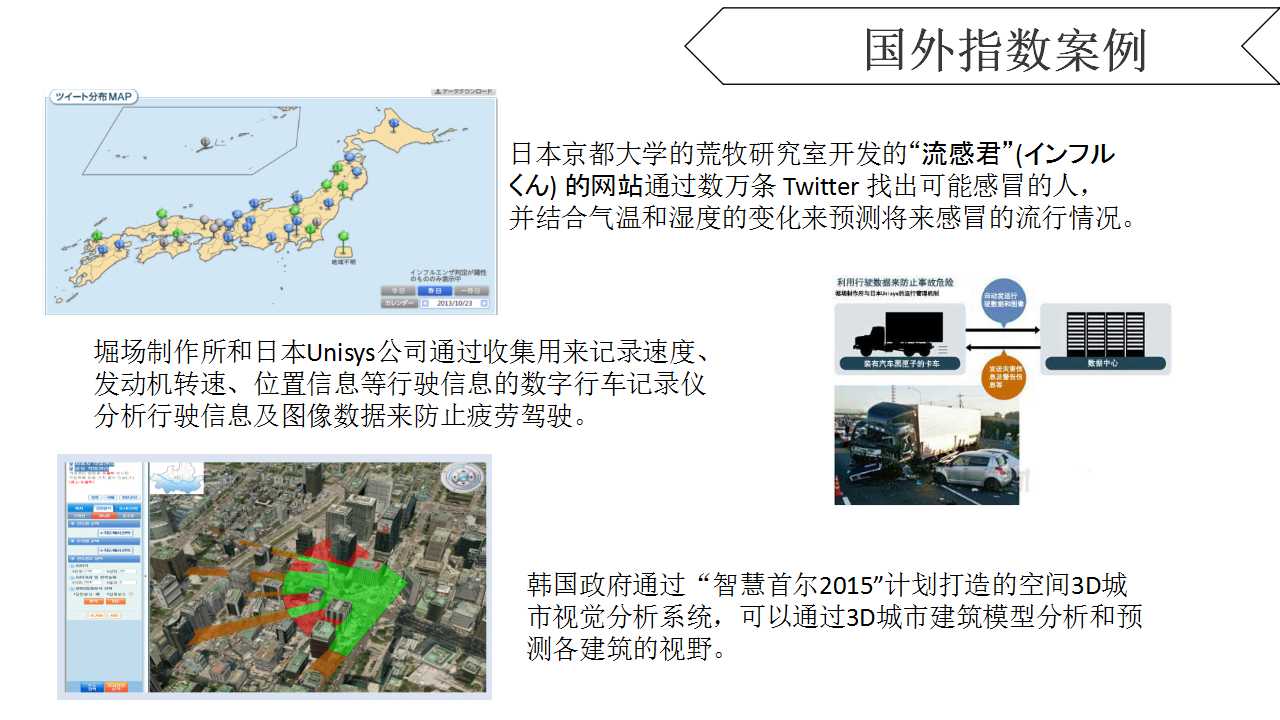 国外指数案例
ツイート分布MAP
データダウンロード
地域不明
インフルエンザ判定が陽性
のもののみ表示中
今日 昨日 一昨日
カレンダー 2013/10/23
日本京都大学的荒牧研究室开发的“流感君”(インフル
くん) 的网站通过数万条 Twitter 找出可能感冒的人，
并结合气温和湿度的变化来预测将来感冒的流行情况。
利用行驶数据来防止事故危险
堀场制作所与日本Unisys的运行管理机制
自动发送行
驶数据和图像
装有汽车黑匣子的卡车
数据中心
发送灾害信
息及警告信
息等
堀场制作所和日本Unisys公司通过收集用来记录速度、
发动机转速、位置信息等行驶信息的数字行车记录仪
分析行驶信息及图像数据来防止疲劳驾驶。
韩国政府通过“智慧首尔2015”计划打造的空间3D城
市视觉分析系统，可以通过3D城市建筑模型分析和预
测各建筑的视野。